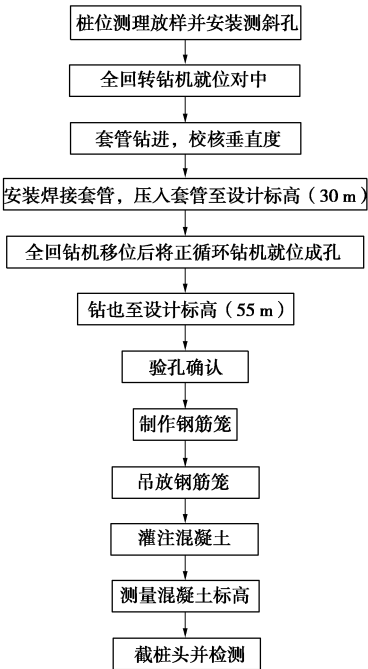 桩位测理放样并安装测斜孔
全回转钻机就位对中
套管钻进，校核垂直度
安装焊接套管，压入套管至设计标高（30 m）
全回钻机移位后将正循环钻机就位成孔
钻也至设计标高（55 m）
验孔确认
制作钢筋笼
吊放钢筋笼
灌注混凝土
测量混凝土标高
截桩头并检测